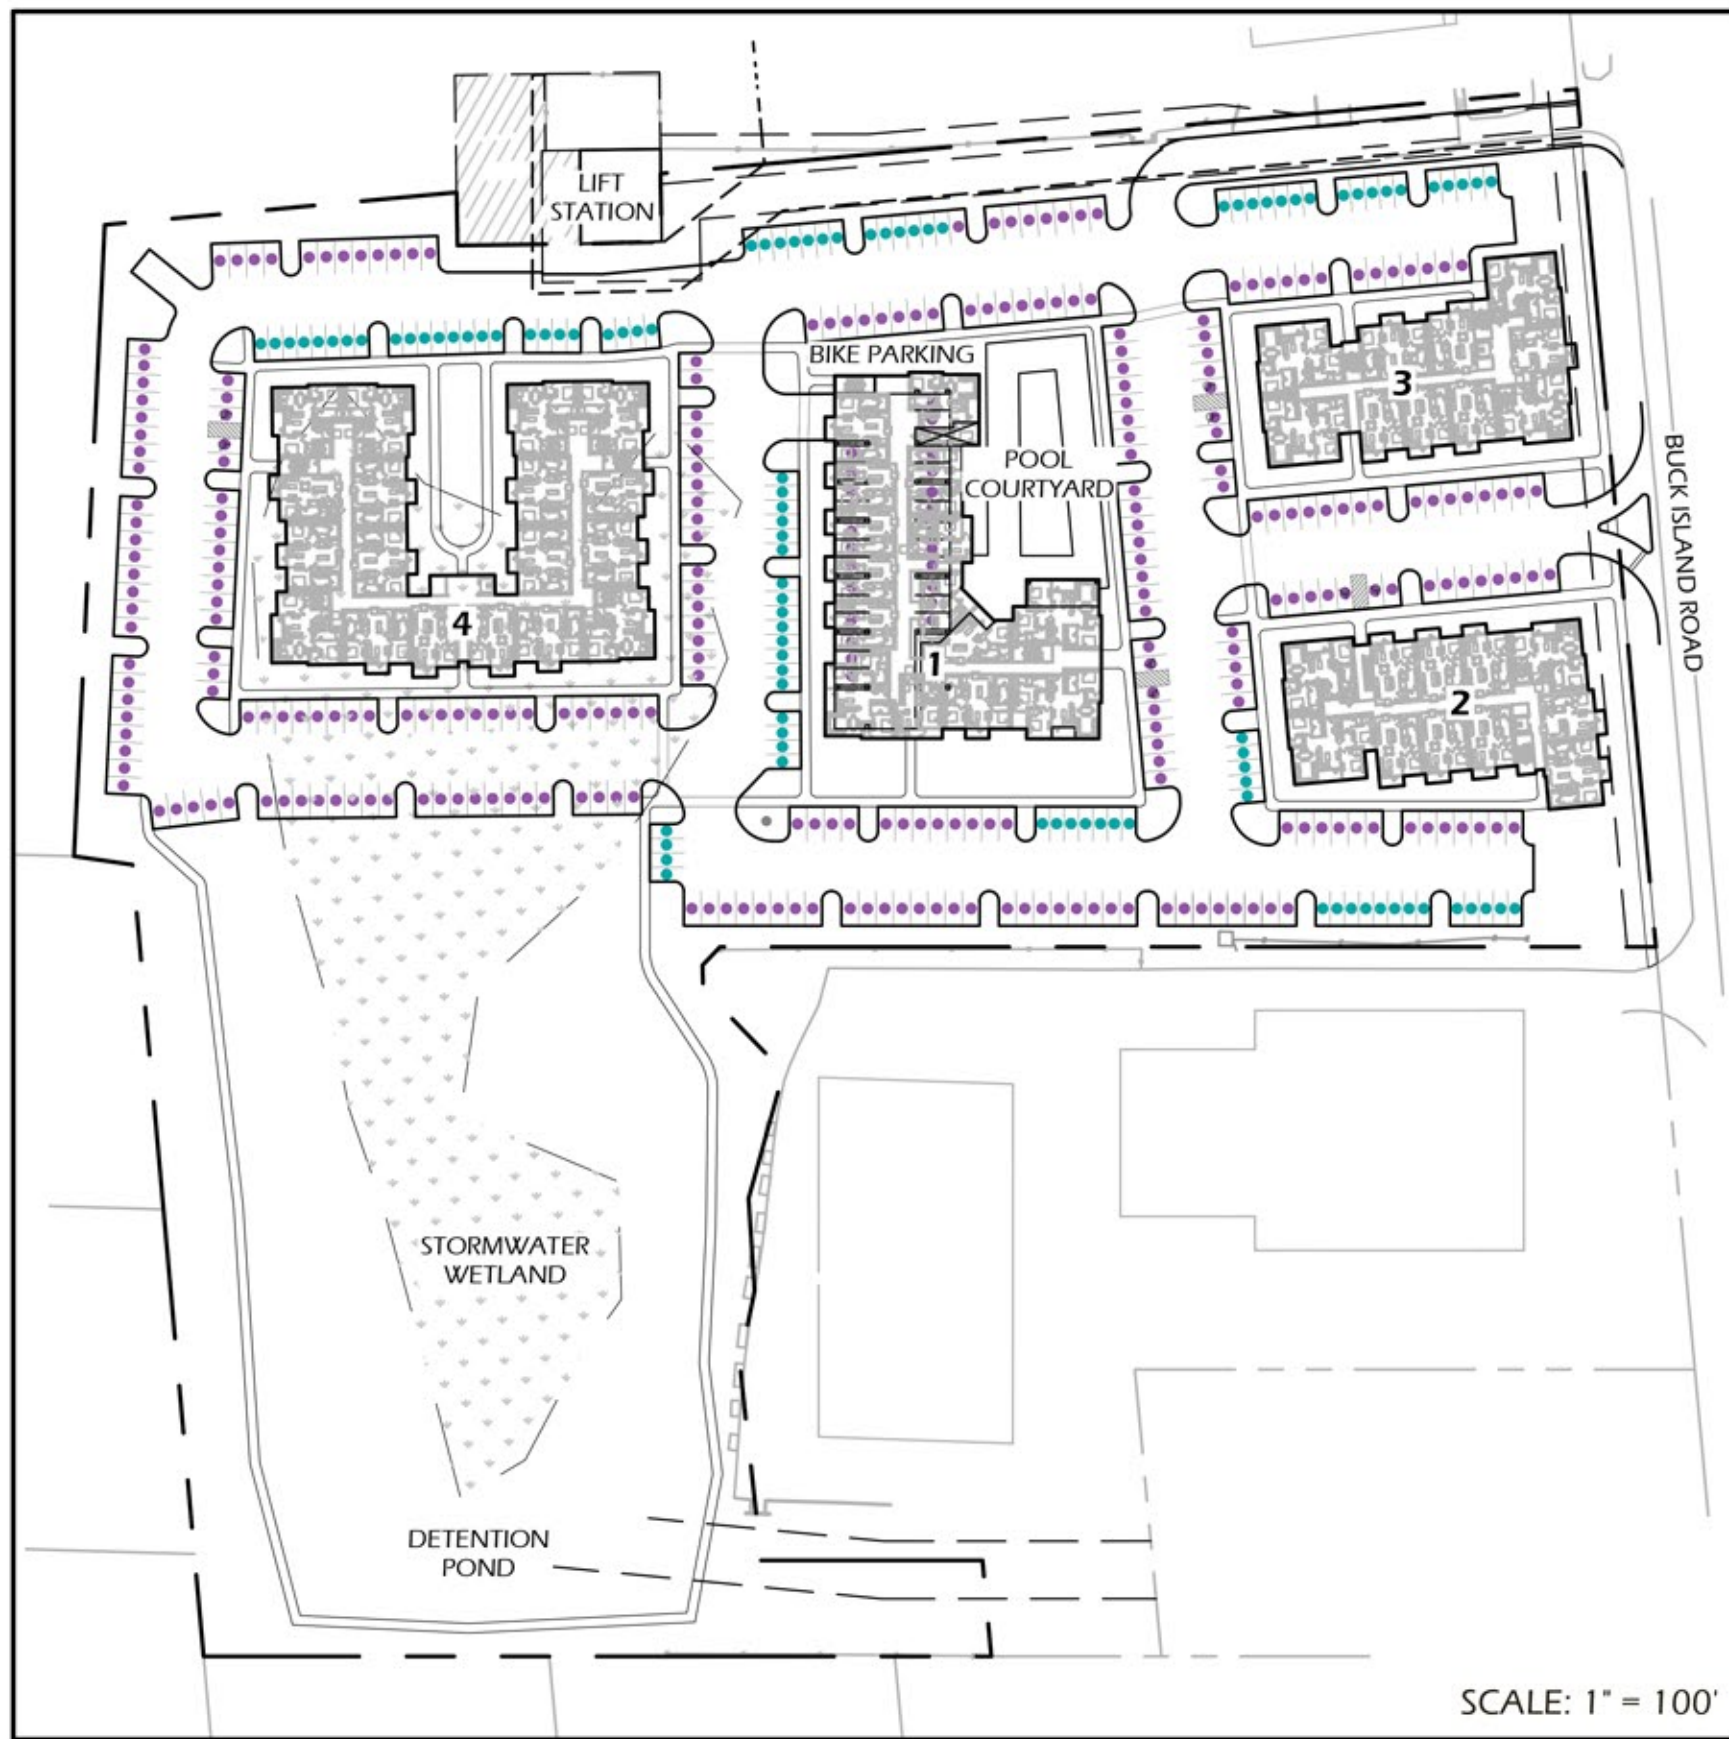 LIFT
STATION
BIKE PARKING
3
POOL
COURTYARD
BUCK ISLAND ROAD
4
1
2
STORMWATER
WETLAND
DETENTION
POND
SCALE: 1" = 100'